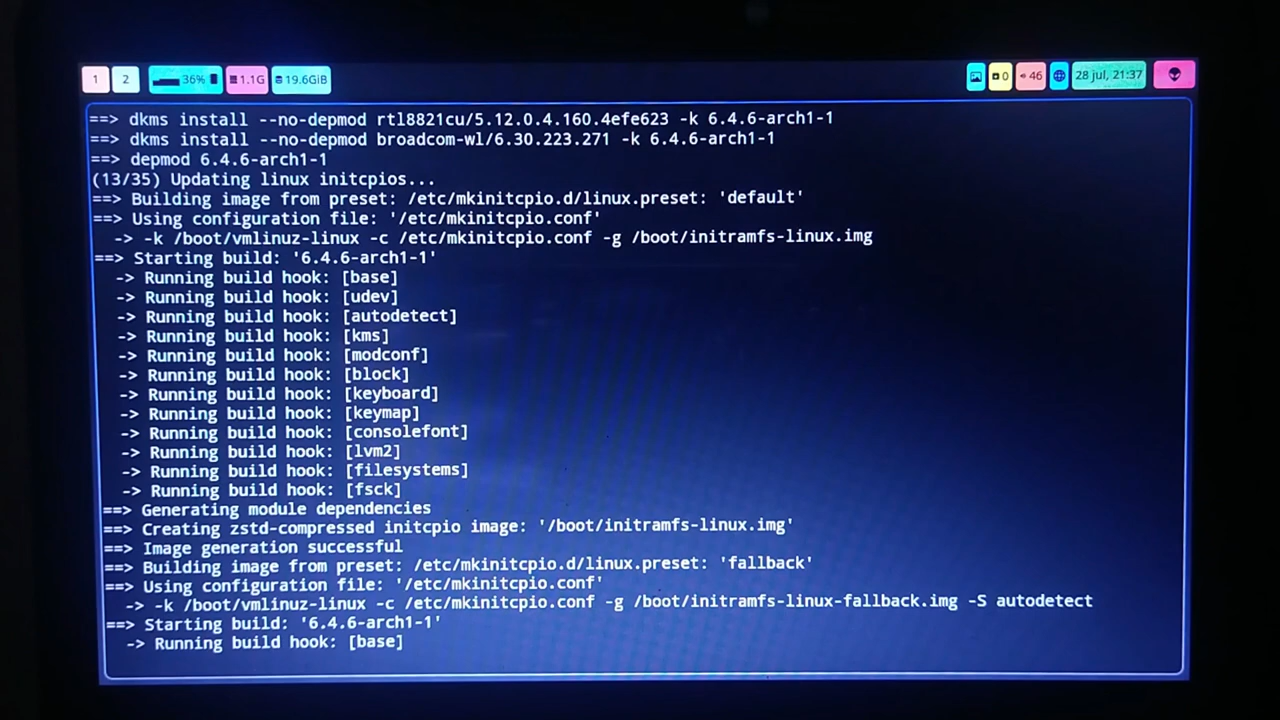 1 2 36% 1.1G 19.6GiB 0 46 28 jul, 21:37
==> dkms install --no-depmod rtl8821cu/5.12.0.4.160.4efe623 -k 6.4.6-arch1-1
==> dkms install --no-depmod broadcom-wl/6.30.223.271 -k 6.4.6-arch1-1
==> depmod 6.4.6-arch1-1
(13/35) Updating linux initcpios...
==> Building image from preset: /etc/mkinitcpio.d/linux.preset: 'default'
==> Using configuration file: '/etc/mkinitcpio.conf'
-> -k /boot/vmlinuz-linux -c /etc/mkinitcpio.conf -g /boot/initramfs-linux.img
==> Starting build: '6.4.6-arch1-1'
-> Running build hook: [base]
-> Running build hook: [udev]
-> Running build hook: [autodetect]
-> Running build hook: [kms]
-> Running build hook: [modconf]
-> Running build hook: [block]
-> Running build hook: [keyboard]
-> Running build hook: [keymap]
-> Running build hook: [consolefont]
-> Running build hook: [lvm2]
-> Running build hook: [filesystems]
-> Running build hook: [fsck]
==> Generating module dependencies
==> Creating zstd-compressed initcpio image: '/boot/initramfs-linux.img'
==> Image generation successful
==> Building image from preset: /etc/mkinitcpio.d/linux.preset: 'fallback'
==> Using configuration file: '/etc/mkinitcpio.conf'
-> -k /boot/vmlinuz-linux -c /etc/mkinitcpio.conf -g /boot/initramfs-linux-fallback.img -S autodetect
==> Starting build: '6.4.6-arch1-1'
-> Running build hook: [base]